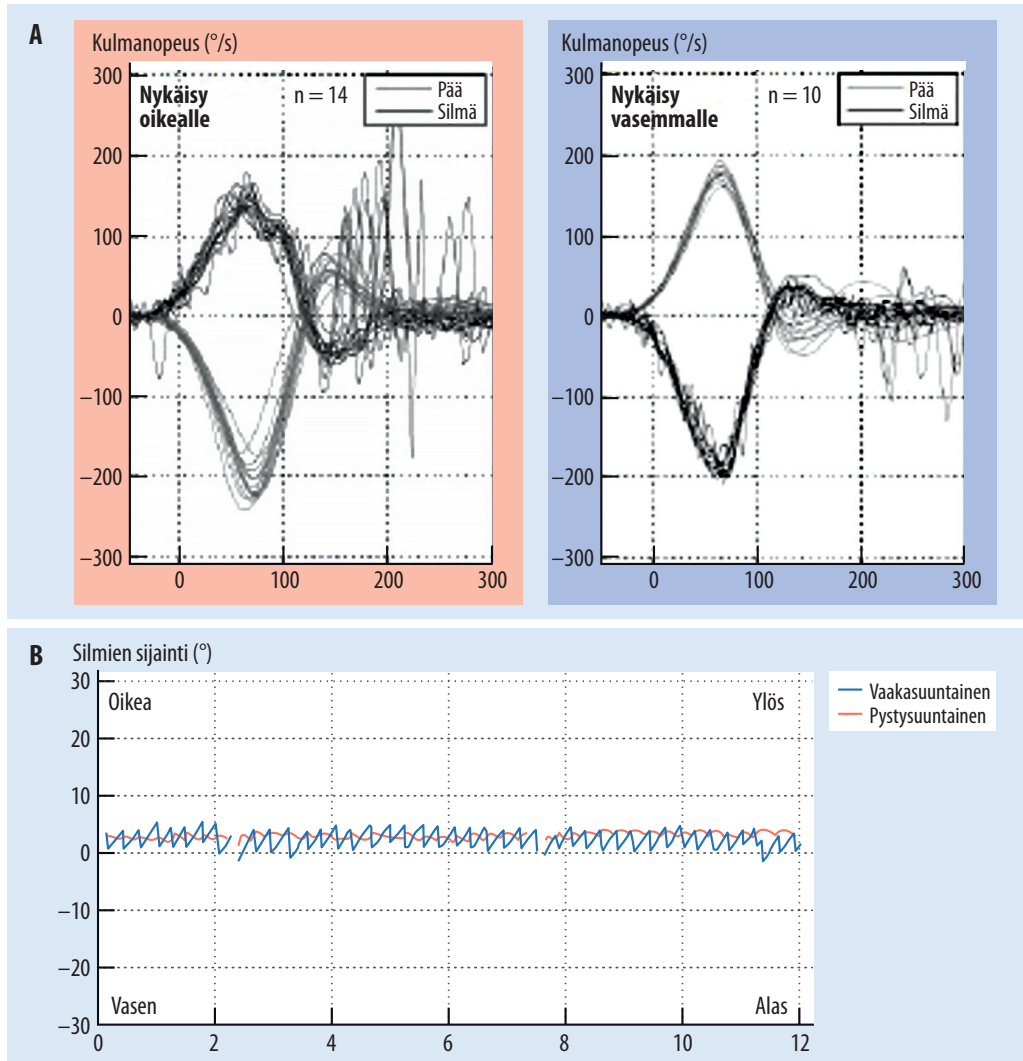 A
Kulmanopeus (°/s)
300
200
100
0
−100
−200
−300
Nykäisy
oikealle
n = 14
Pää
Silmä
0
100
200
300
Kulmanopeus (°/s)
300
200
100
0
−100
−200
−300
Nykäisy
vasemmalle
n = 10
Pää
Silmä
0
100
200
300
B
Silmien sijainti (°)
30
20
10
0
−10
−20
−30
Oikea
Ylös
Vasen
Alas
0
2
4
6
8
10
12
Vaakasuuntainen
Pystysuuntainen